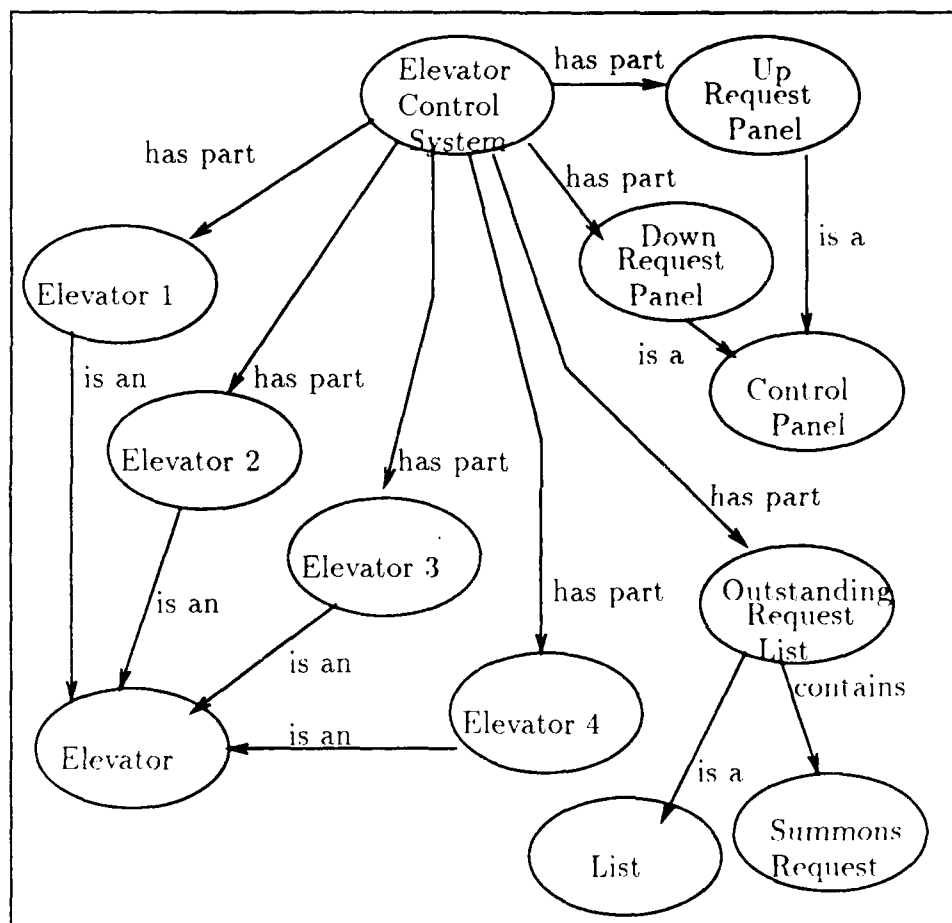 Elevator
Control
System
has part
Up
Request
Panel
has part
has part
Down
Request
Panel
is a
Elevator 1
is a
is an
has part
Control
Panel
Elevator 2
has part
has part
Elevator 3
is an
has part
Outstanding
Request
List
is an
contains
Elevator 4
is an
Elevator
is a
Summons
Request
List